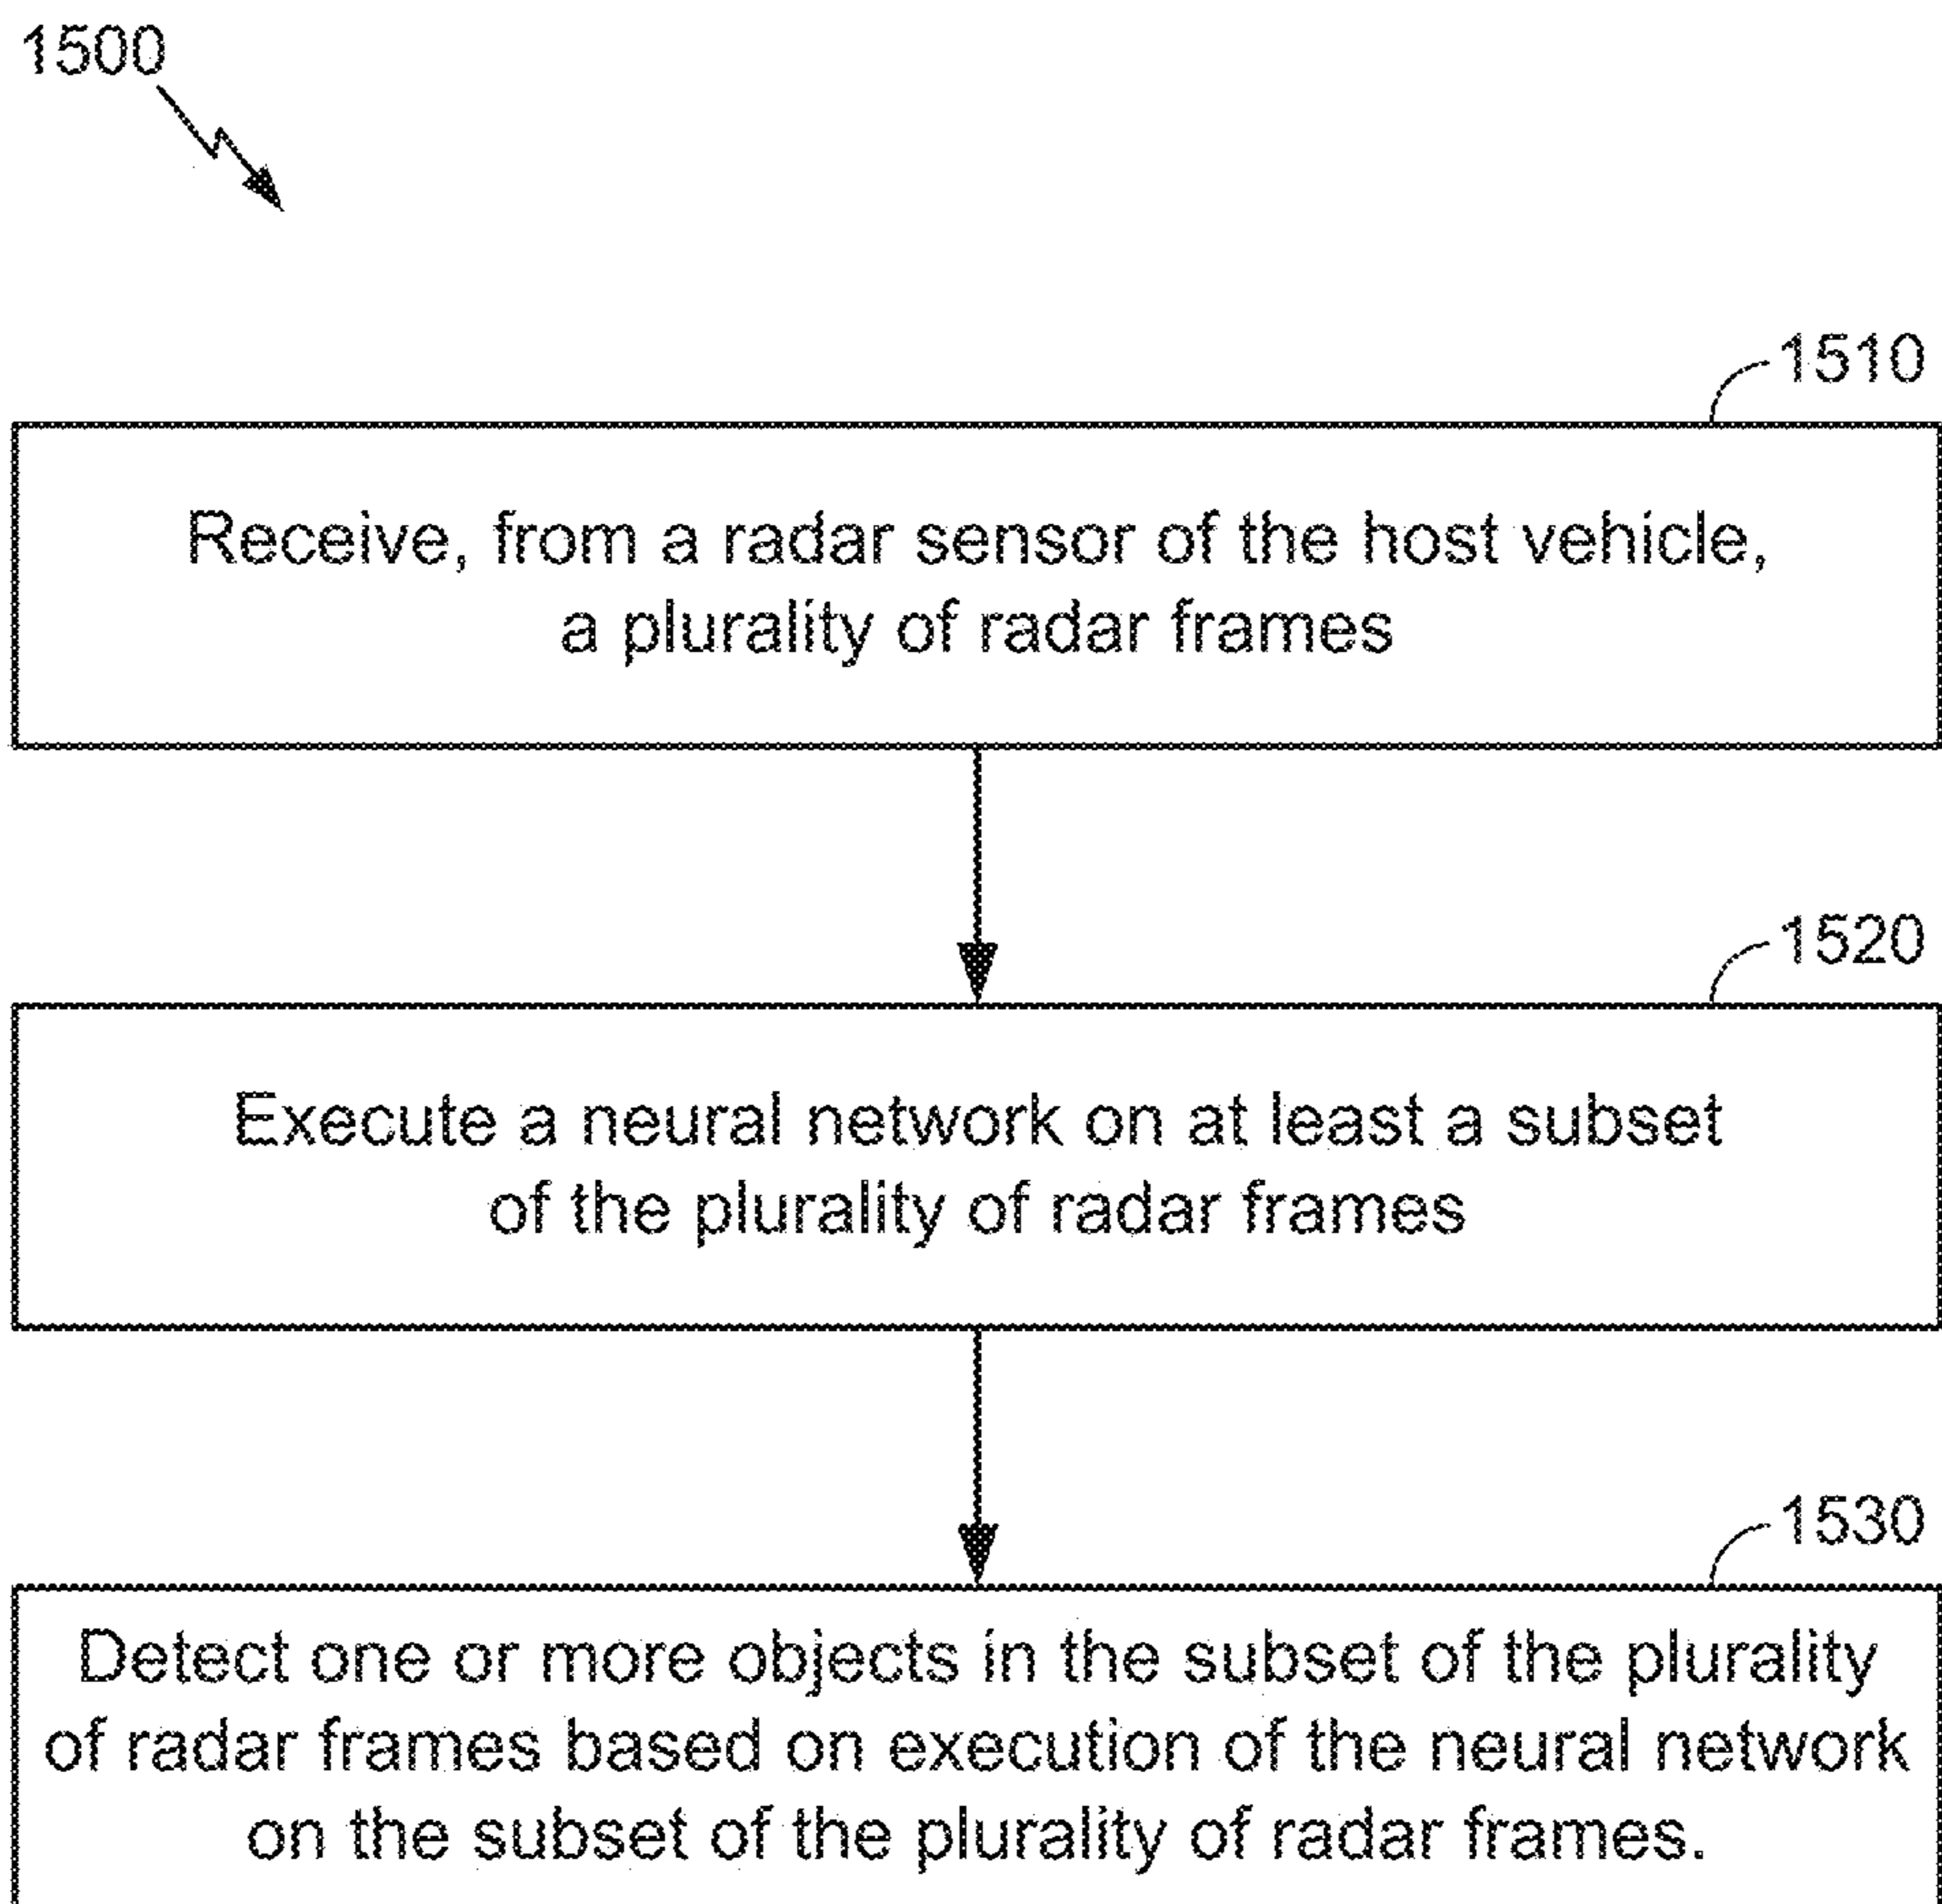 1500
1510
Receive, from a radar sensor of the host vehicle,
a plurality of radar frames
1520
Execute a neural network on at least a subset
of the plurality of radar frames
1530
Detect one or more objects in the subset of the plurality
of radar frames based on execution of the neural network
on the subset of the plurality of radar frames.